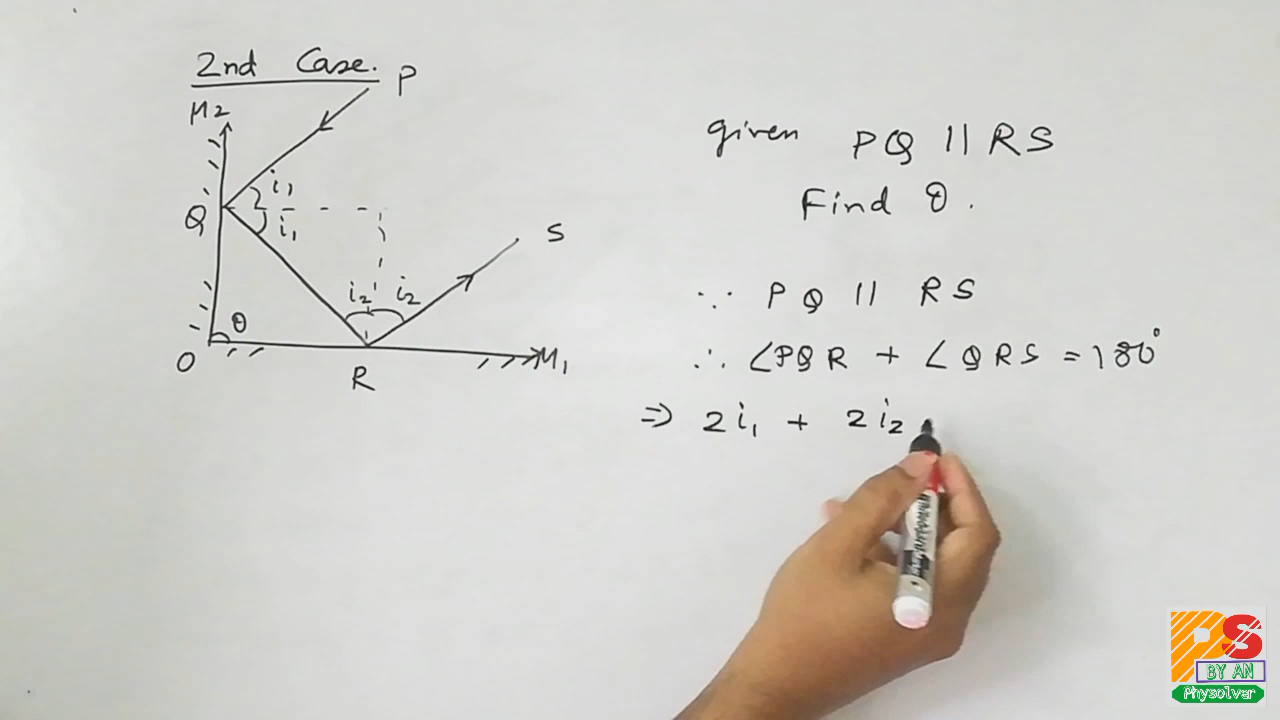 2nd Case.
P
M2
i1
Q
i1
S
i2 i2
θ
O
R
M1
given PQ || RS
Find θ.
∵ PQ || RS
∴ ∠PQR + ∠QRS = 180°
⇒ 2i1 + 2i2
PS
BY AN
Physolver